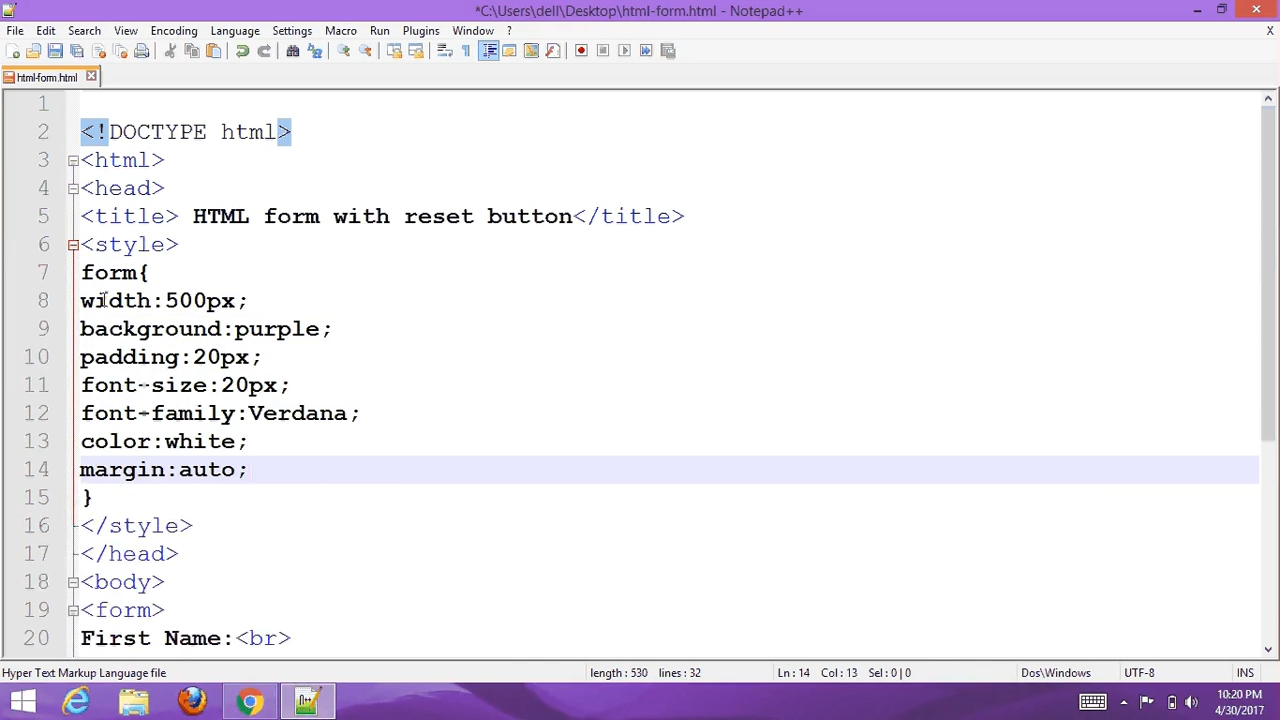 *C:\Users\dell\Desktop\html-form.html - Notepad++
File Edit Search View Encoding Language Settings Macro Run Plugins Window ? X
html-form.html
1
2 <!DOCTYPE html>
3 <html>
4 <head>
5 <title> HTML form with reset button</title>
6 <style>
7 form{
8 width:500px;
9 background:purple;
10 padding:20px;
11 font-size:20px;
12 font-family:Verdana;
13 color:white;
14 margin:auto;
15 }
16 </style>
17 </head>
18 <body>
19 <form>
20 First Name:<br>
Hyper Text Markup Language file length : 530 lines : 32 Ln : 14 Col : 13 Sel : 0 | 0 Dos\Windows UTF-8 INS
10:20 PM
4/30/2017